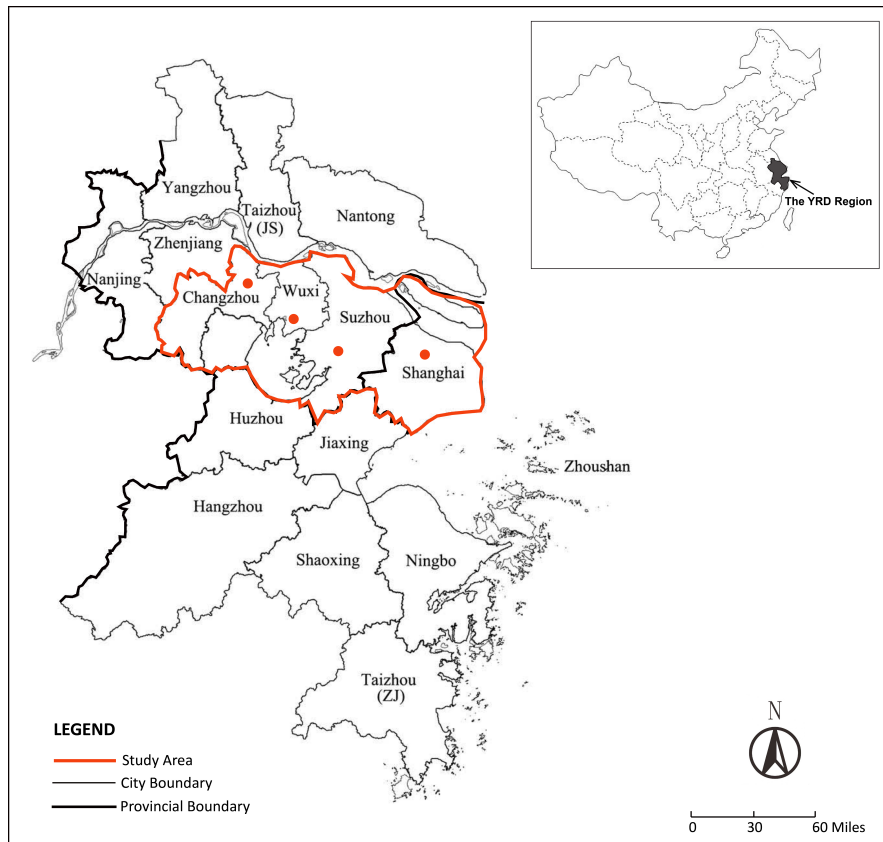 The YRD Region
Yangzhou
Taizhou
(JS)
Nantong
Zhenjiang
Nanjing
Changzhou
Wuxi
Suzhou
Shanghai
Huzhou
Jiaxing
Zhoushan
Hangzhou
Shaoxing
Ningbo
Taizhou
(ZJ)
LEGEND
Study Area
City Boundary
Provincial Boundary
N
0 30 60 Miles